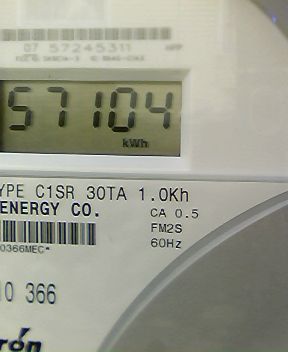 07 57245311
57104
kWh
YPE C1SR 30TA 1.0Kh
ENERGY CO.
CA 0.5
FM2S
60Hz
0366MEC*
10 366
rón